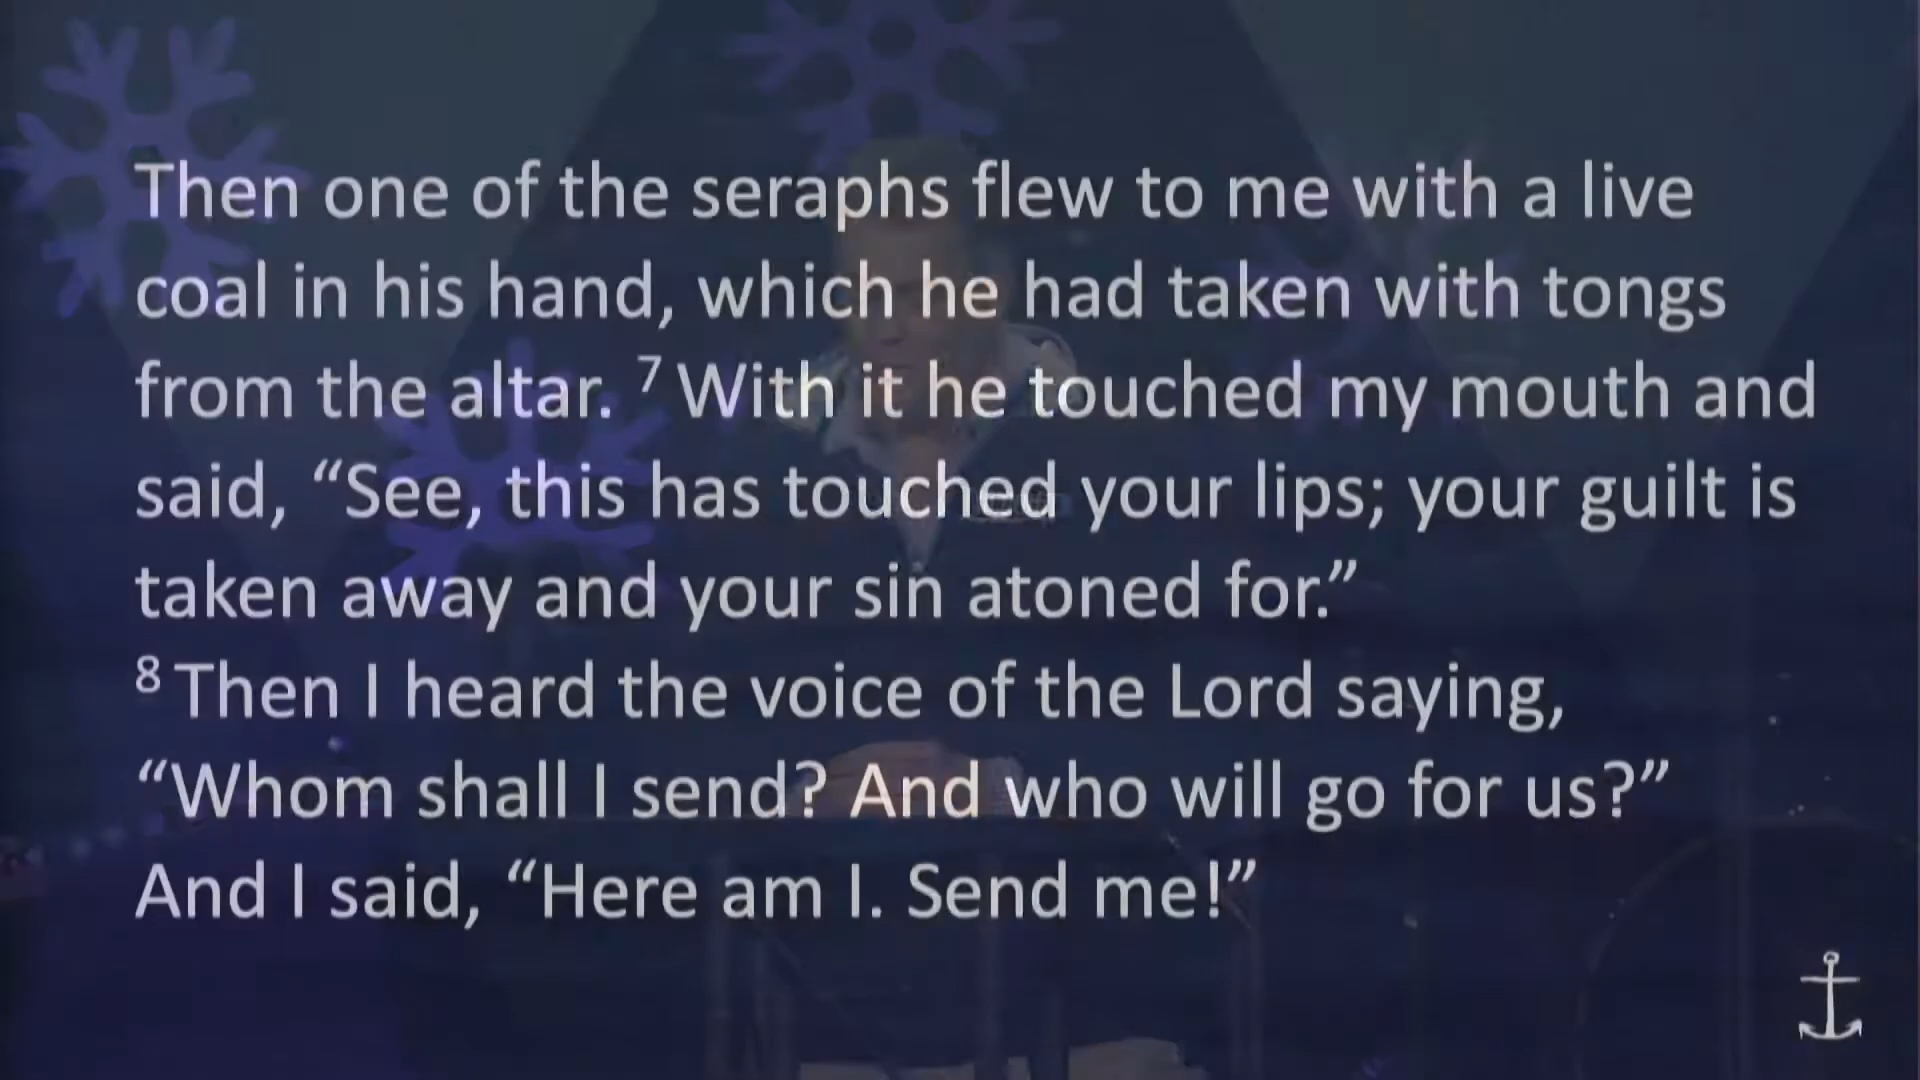 Then one of the seraphs flew to me with a live
coal in his hand, which he had taken with tongs
from the altar. ⁷ With it he touched my mouth and
said, “See, this has touched your lips; your guilt is
taken away and your sin atoned for.”
⁸ Then I heard the voice of the Lord saying,
“Whom shall I send? And who will go for us?”
And I said, “Here am I. Send me!”